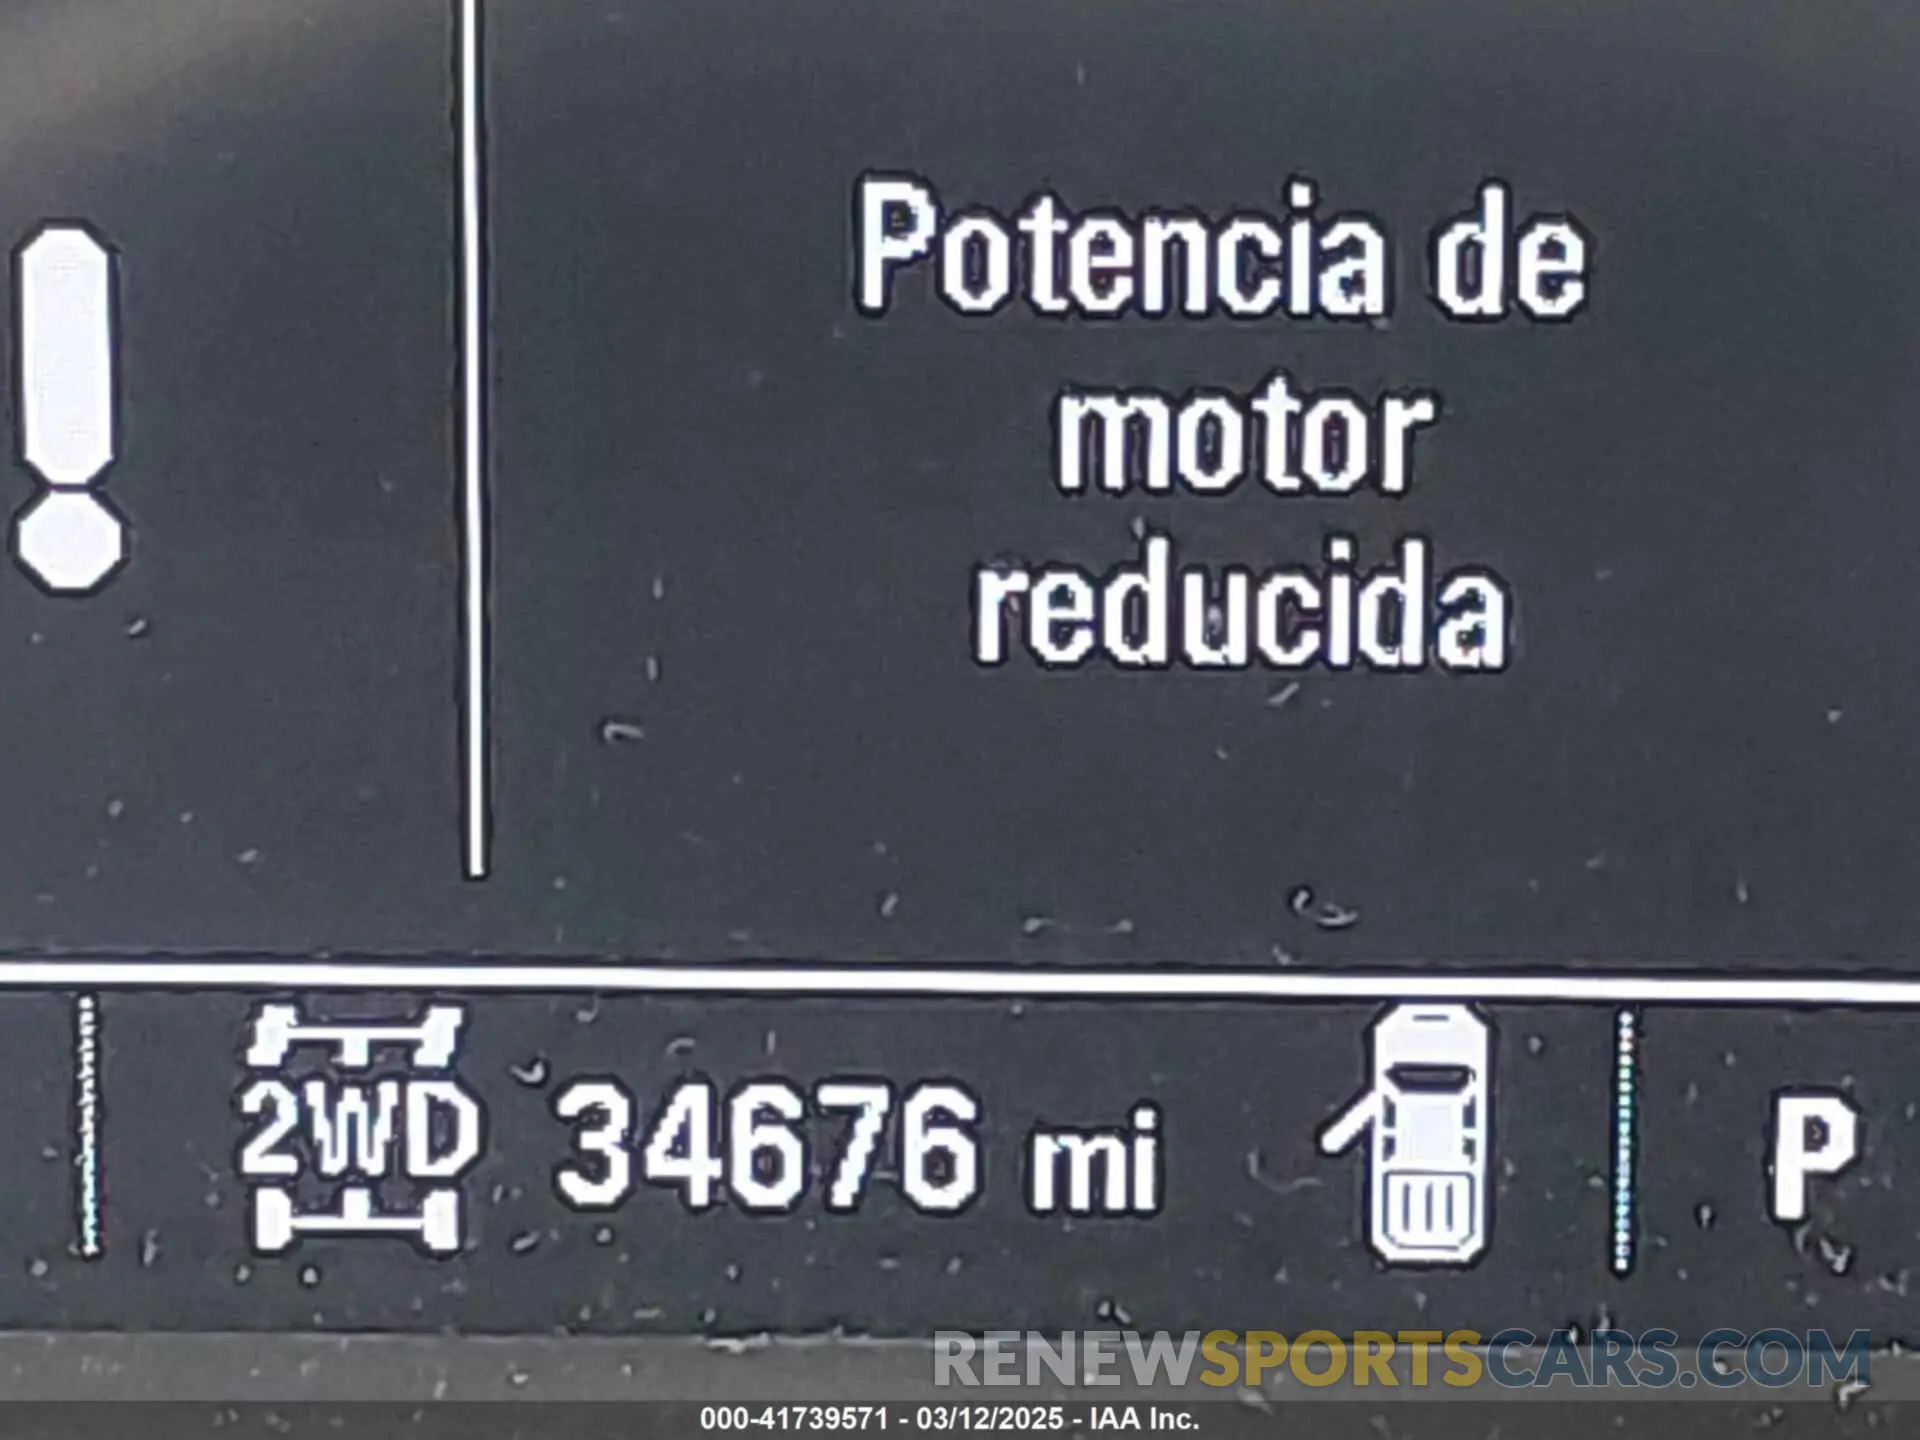 Potencia de
motor
reducida
2WD 34676 mi P
RENEWSPORTSCARS.COM
000-41739571 - 03/12/2025 - IAA Inc.